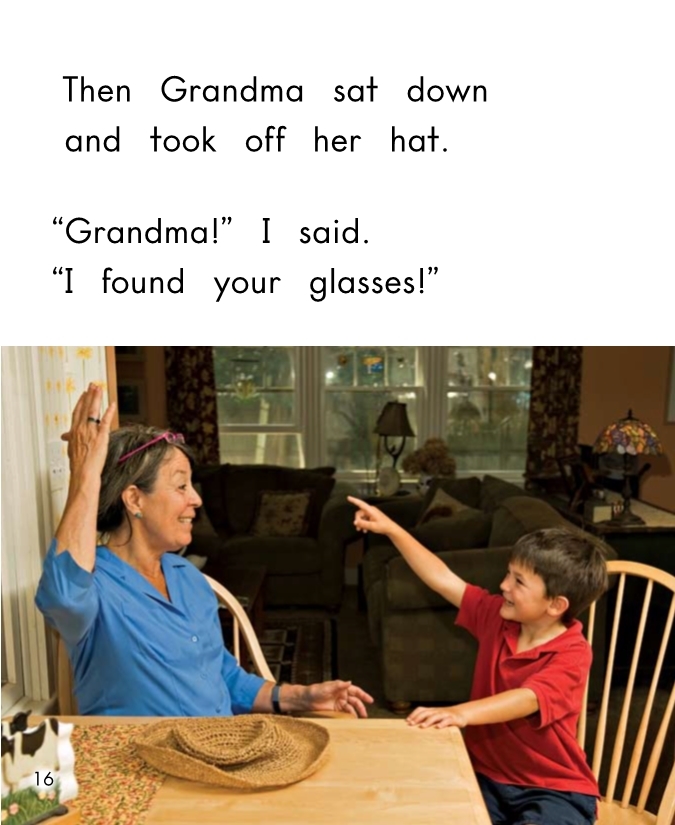 Then Grandma sat down
and took off her hat.
“Grandma!” I said.
“I found your glasses!”
16